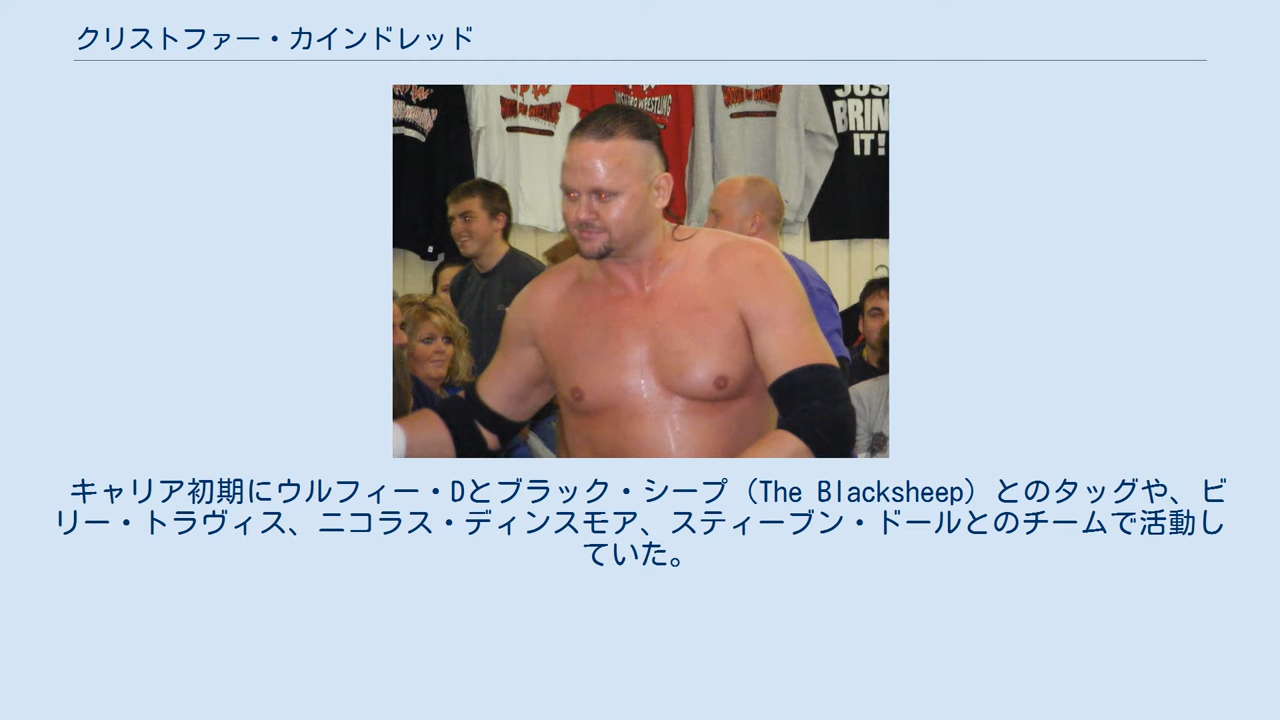 クリストファー・カインドレッド
JUS
BRIN
IT!
キャリア初期にウルフィー・Dとブラック・シープ（The Blacksheep）とのタッグや、ビ
リー・トラヴィス、ニコラス・ディンスモア、スティーブン・ドールとのチームで活動し
ていた。